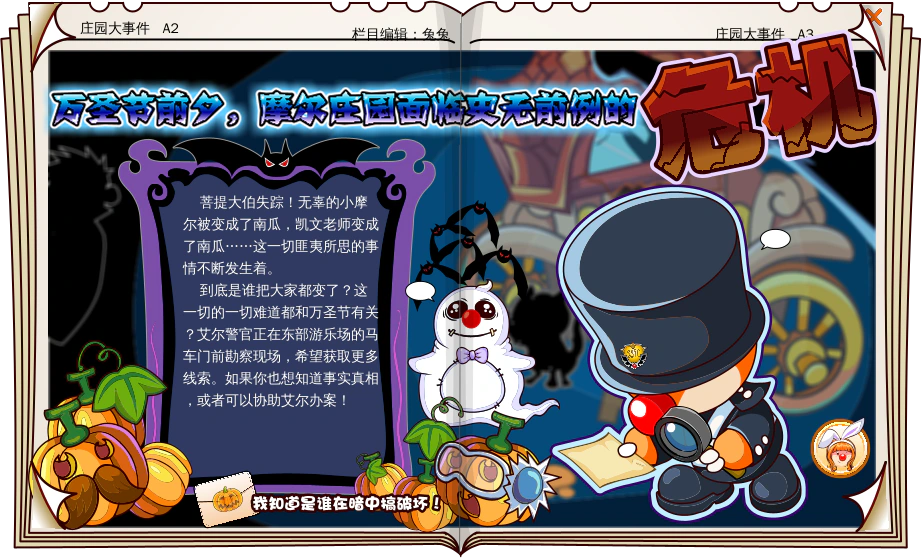 庄园大事件 A2
栏目编辑：兔兔
庄园大事件 A3
万圣节前夕，摩尔庄园面临史无前例的
危机
菩提大伯失踪！无辜的小摩
尔被变成了南瓜，凯文老师变成
了南瓜……这一切匪夷所思的事
情不断发生着。
到底是谁把大家都变了？这
一切的一切难道都和万圣节有关
？艾尔警官正在东部游乐场的马
车门前勘察现场，希望获取更多
线索。如果你也想知道事实真相
，或者可以协助艾尔办案！
我知道是谁在暗中搞破坏！